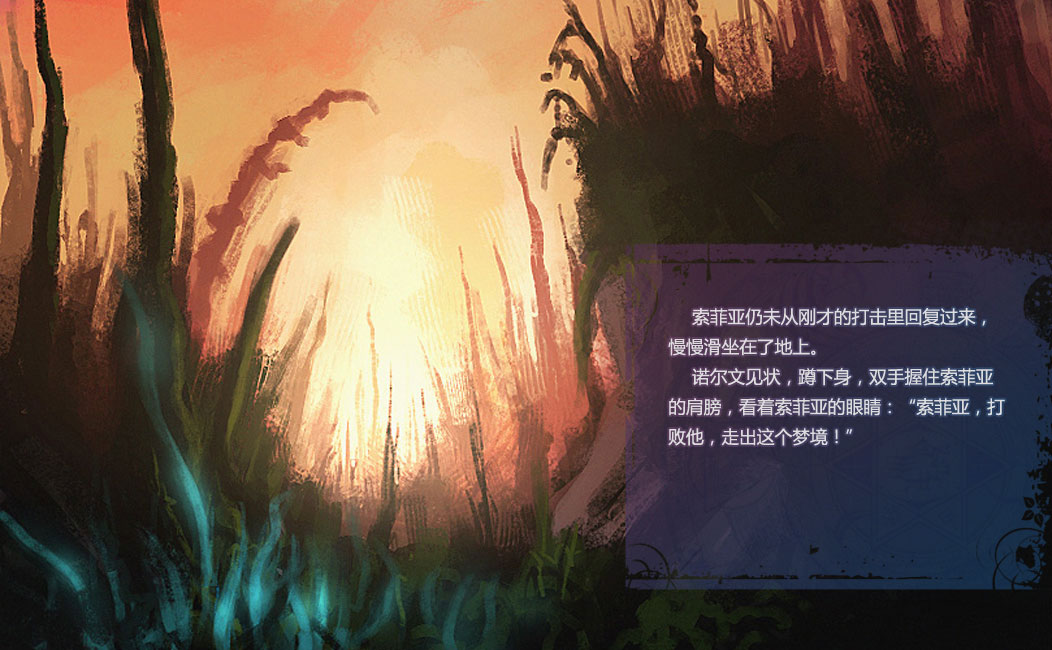 索菲亚仍未从刚才的打击里回复过来，
慢慢滑坐在了地上。
诺尔文见状，蹲下身，双手握住索菲亚
的肩膀，看着索菲亚的眼睛：“索菲亚，打
败他，走出这个梦境！”